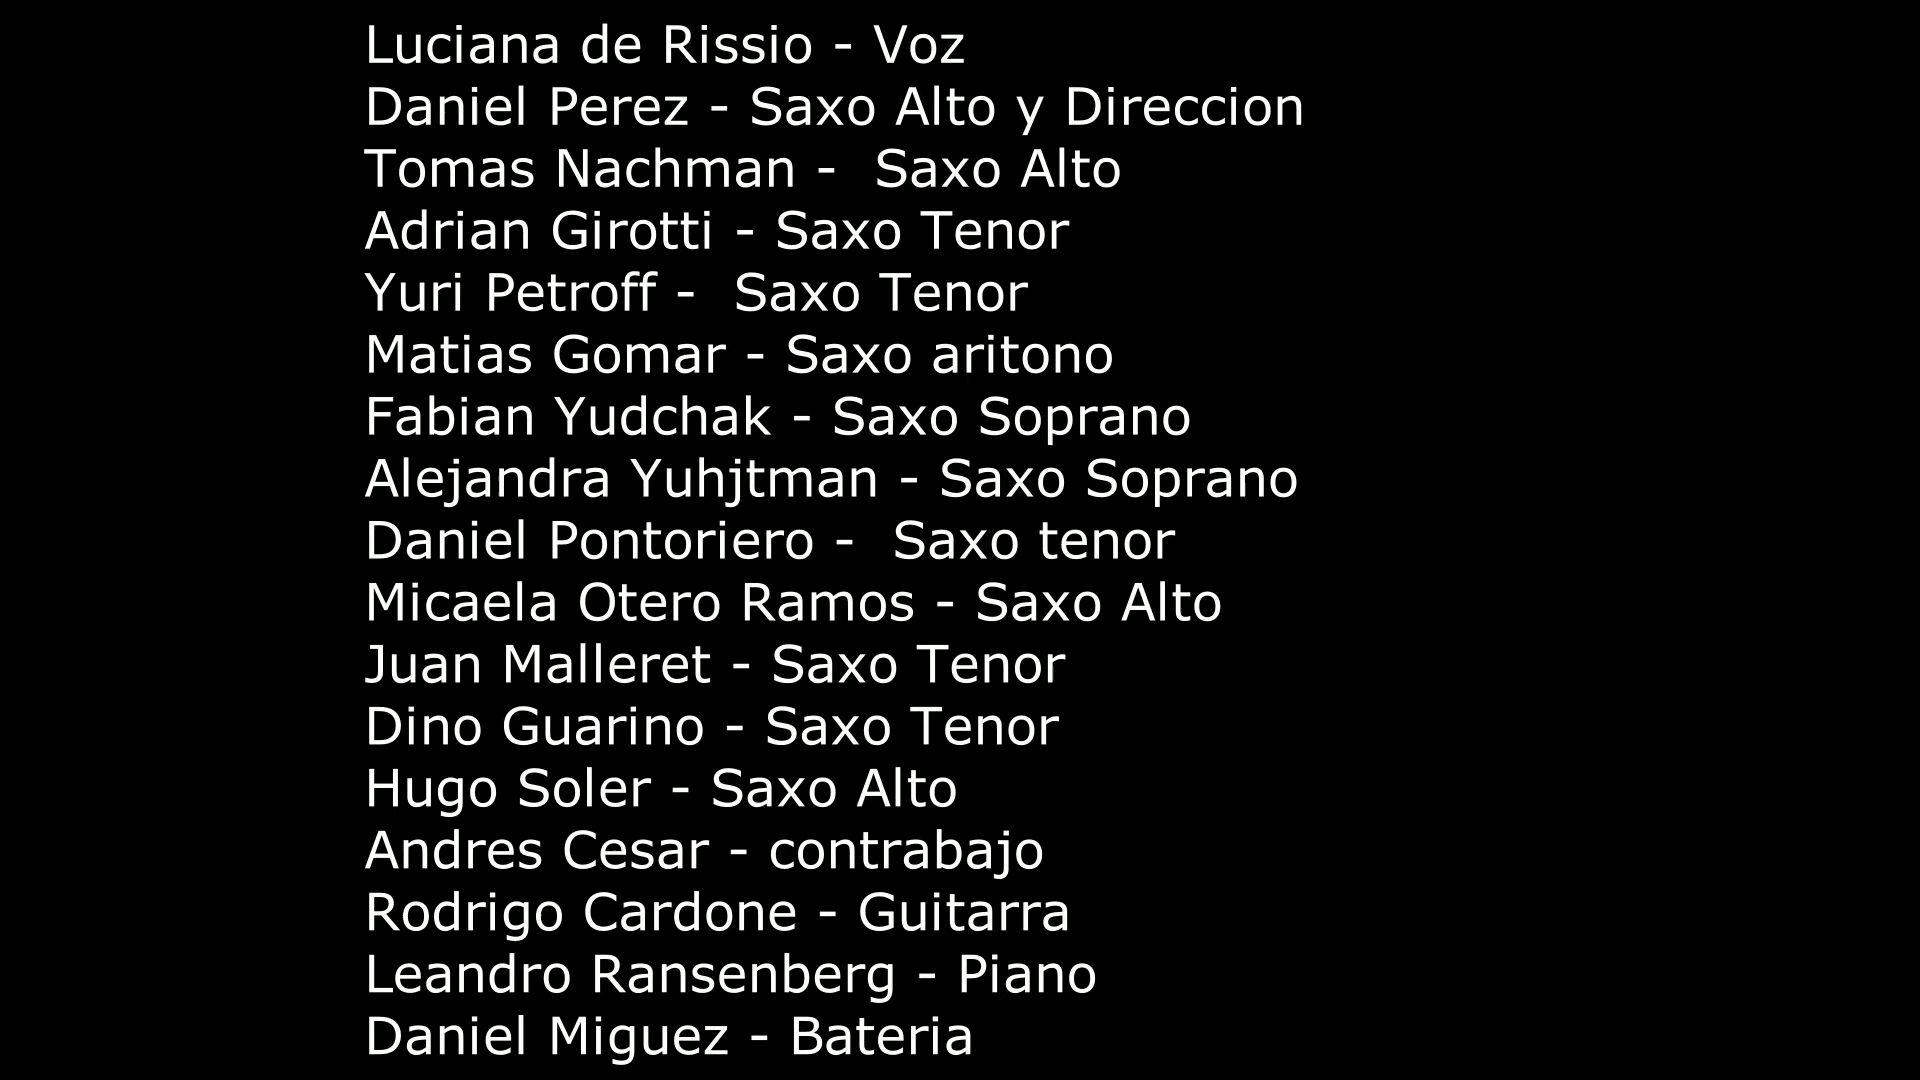 Luciana de Rissio - Voz
Daniel Perez - Saxo Alto y Direccion
Tomas Nachman -  Saxo Alto
Adrian Girotti - Saxo Tenor
Yuri Petroff -  Saxo Tenor
Matias Gomar - Saxo aritono
Fabian Yudchak - Saxo Soprano
Alejandra Yuhjtman - Saxo Soprano
Daniel Pontoriero -  Saxo tenor
Micaela Otero Ramos - Saxo Alto
Juan Malleret - Saxo Tenor
Dino Guarino - Saxo Tenor
Hugo Soler - Saxo Alto
Andres Cesar - contrabajo
Rodrigo Cardone - Guitarra
Leandro Ransenberg - Piano
Daniel Miguez - Bateria